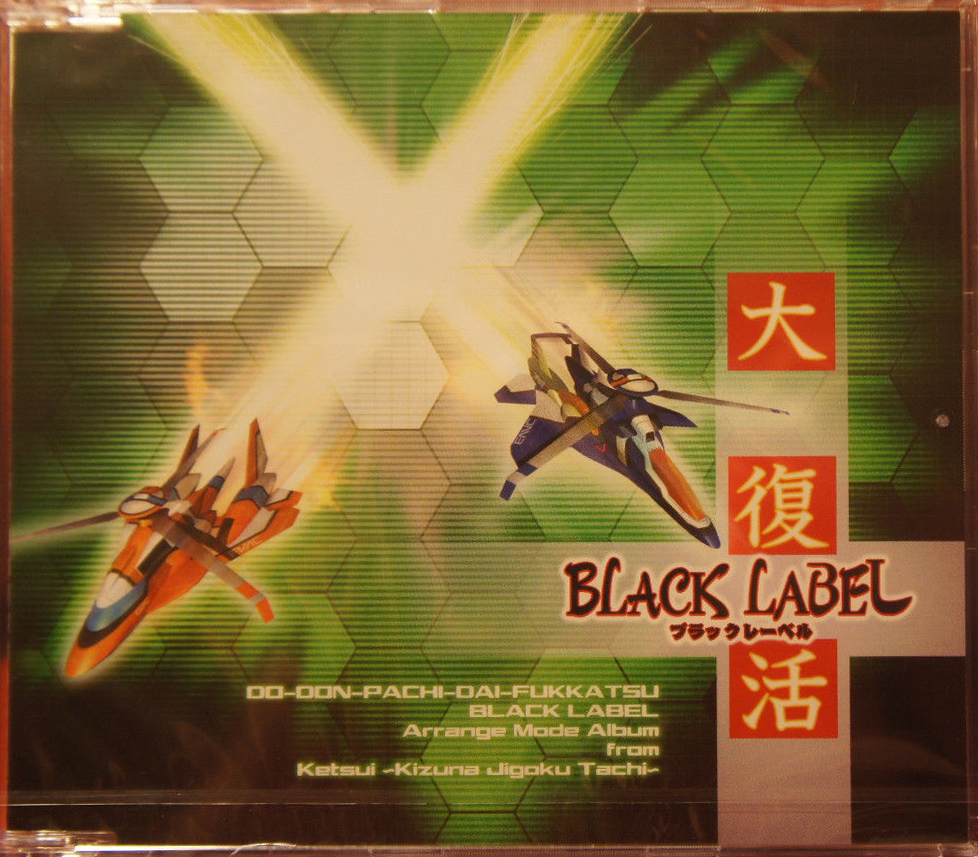 大
復
BLACK LABEL
ブラックレーベル
活
DO-DON-PACHI-DAI-FUKKATSU
BLACK LABEL
Arrange Mode Album
from
Ketsui ~Kizuna Jigoku Tachi~